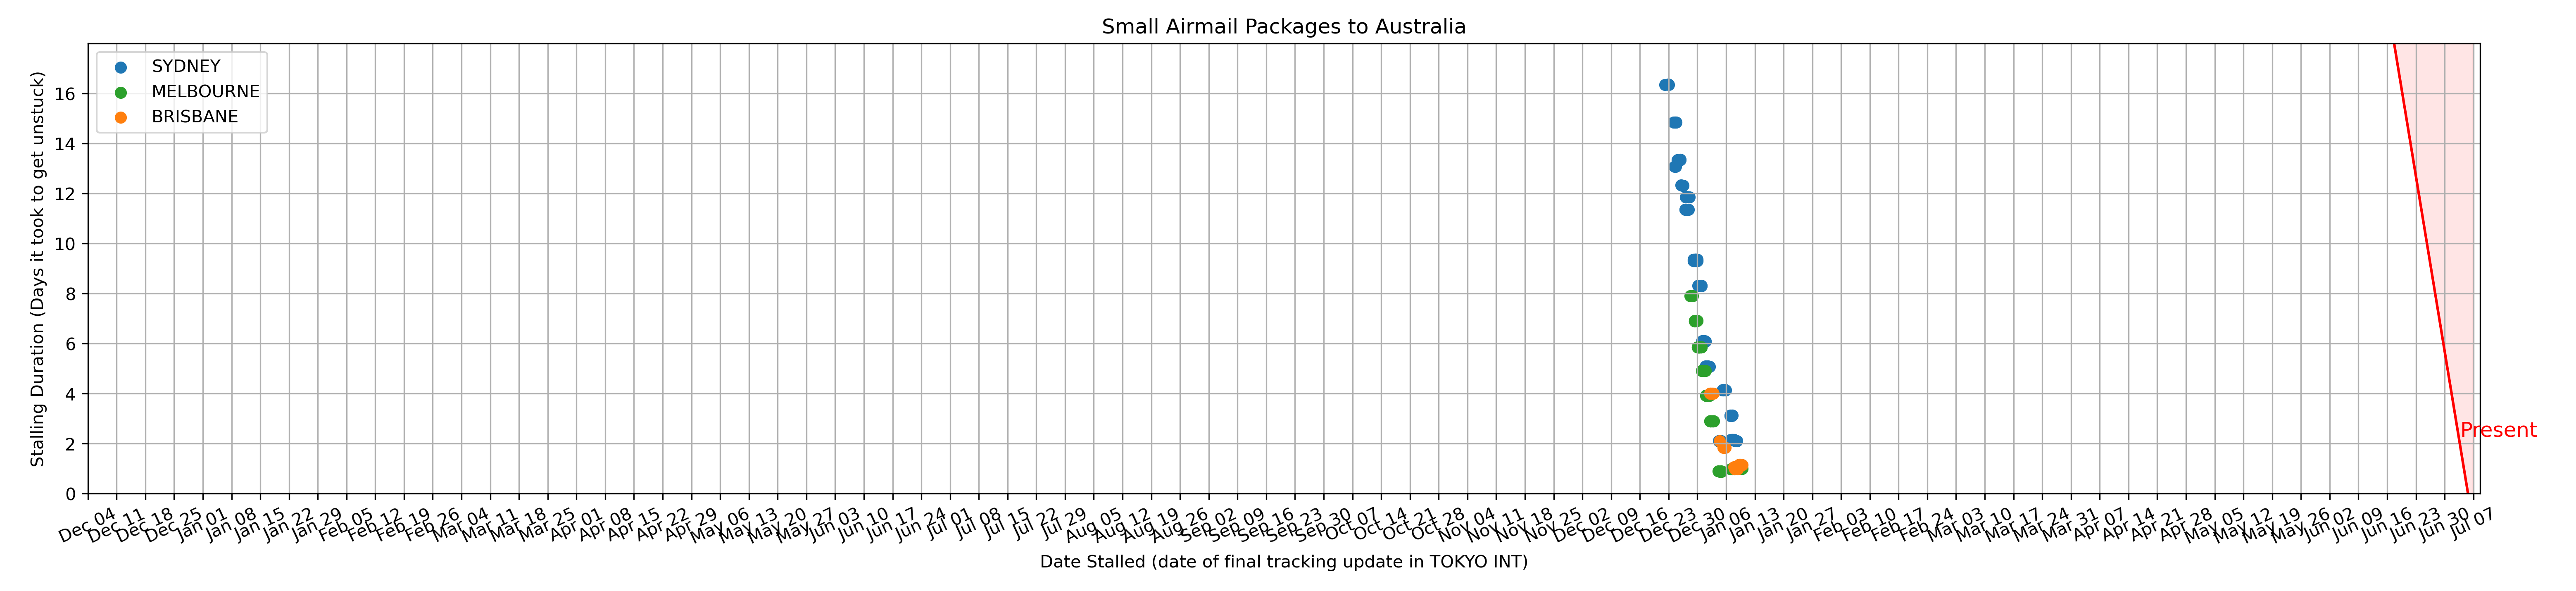 Small Airmail Packages to Australia
SYDNEY
MELBOURNE
BRISBANE
Stalling Duration (Days it took to get unstuck)
16
14
12
10
8
6
4
2
0
Present
Dec 04 Dec 11 Dec 18 Dec 25 Jan 01 Jan 08 Jan 15 Jan 22 Jan 29 Feb 05 Feb 12 Feb 19 Feb 26 Mar 04 Mar 11 Mar 18 Mar 25 Apr 01 Apr 08 Apr 15 Apr 22 Apr 29 May 06 May 13 May 20 May 27 Jun 03 Jun 10 Jun 17 Jun 24 Jul 01 Jul 08 Jul 15 Jul 22 Jul 29 Aug 05 Aug 12 Aug 19 Aug 26 Sep 02 Sep 09 Sep 16 Sep 23 Sep 30 Oct 07 Oct 14 Oct 21 Oct 28 Nov 04 Nov 11 Nov 18 Nov 25 Dec 02 Dec 09 Dec 16 Dec 23 Dec 30 Jan 06 Jan 13 Jan 20 Jan 27 Feb 03 Feb 10 Feb 17 Feb 24 Mar 03 Mar 10 Mar 17 Mar 24 Mar 31 Apr 07 Apr 14 Apr 21 Apr 28 May 05 May 12 May 19 May 26 Jun 02 Jun 09 Jun 16 Jun 23 Jun 30 Jul 07
Date Stalled (date of final tracking update in TOKYO INT)